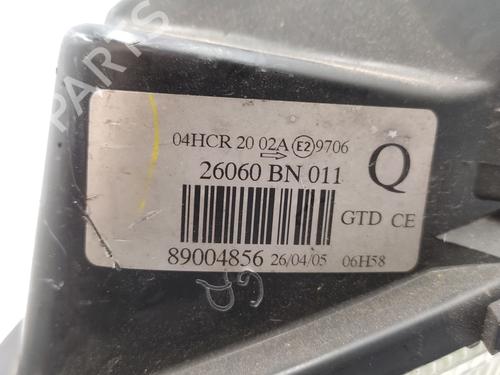 PARTS
04HCR 20 02A E2 9706
26060 BN 011
Q
GTD CE
89004856 26/04/05 06H58